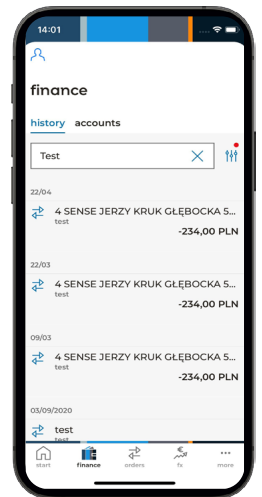 14:01
finance
history accounts
Test
22/04
4 SENSE JERZY KRUK GŁĘBOCKA 5...
test
-234,00 PLN
22/03
4 SENSE JERZY KRUK GŁĘBOCKA 5...
test
-234,00 PLN
09/03
4 SENSE JERZY KRUK GŁĘBOCKA 5...
test
-234,00 PLN
03/09/2020
test
test
start finance orders fx more